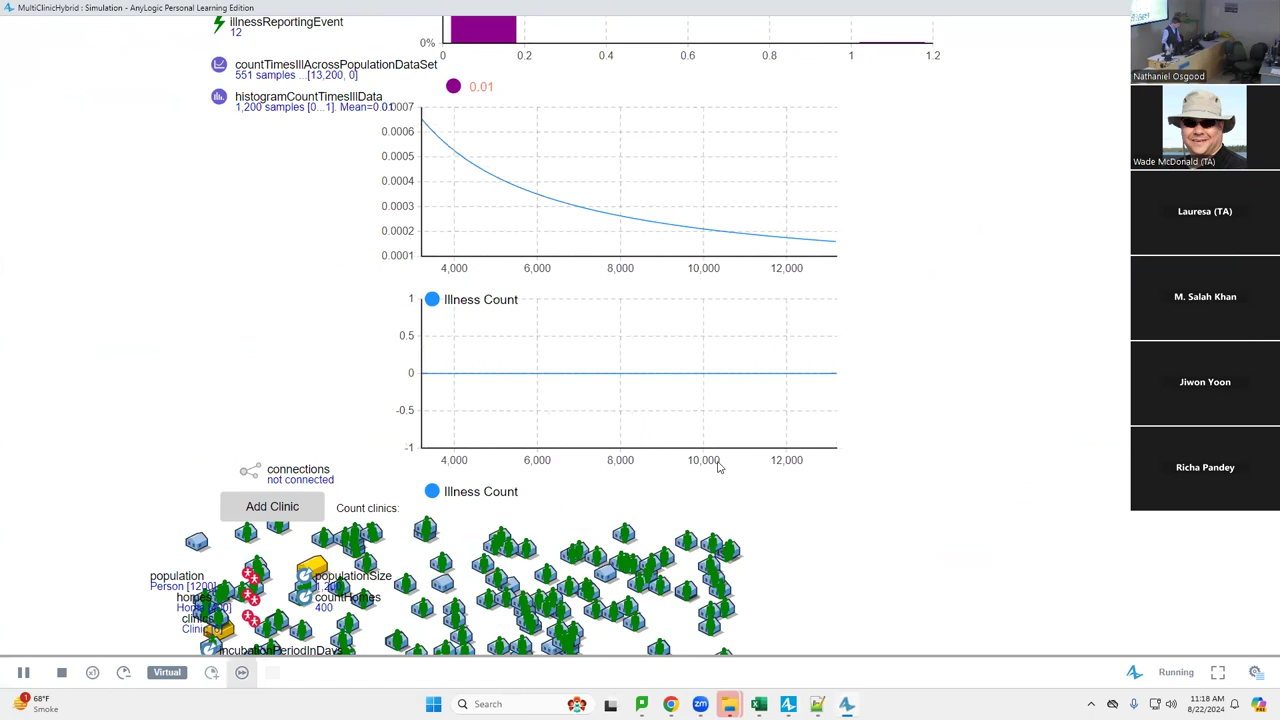 MultiClinicHybrid : Simulation - AnyLogic Personal Learning Edition
illnessReportingEvent
12
countTimesIllAcrossPopulationDataSet
551 samples ...[13,200, 0]
histogramCountTimesIllData
1,200 samples [0...1]. Mean=0.01
0%
0 0.2 0.4 0.6 0.8 1 1.2
0.01
0.0007
0.0006
0.0005
0.0004
0.0003
0.0002
0.0001
4,000 6,000 8,000 10,000 12,000
Illness Count
1
0.5
0
-0.5
-1
4,000 6,000 8,000 10,000 12,000
Illness Count
connections
not connected
Add Clinic
Count clinics:
population
Person [1200]
homes
clinics
populationSize
countHomes
400
incubationPeriodInDays
Virtual
Running
68°F
Smoke
Search
11:18 AM
8/22/2024
Nathaniel Osgood
Wade McDonald (TA)
Lauresa (TA)
M. Salah Khan
Jiwon Yoon
Richa Pandey